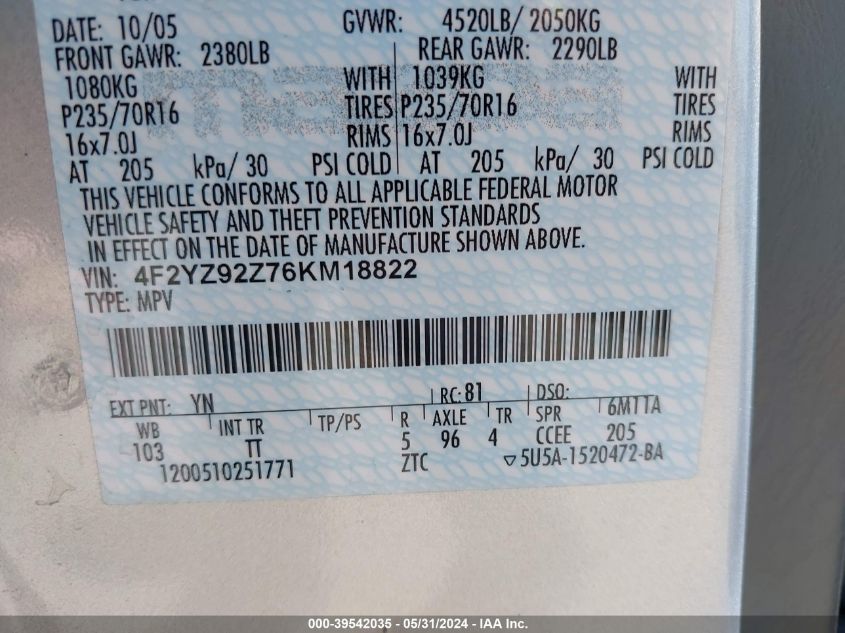 DATE: 10/05 GVWR: 4520LB/ 2050KG
FRONT GAWR: 2380LB REAR GAWR: 2290LB
1080KG WITH 1039KG WITH
P235/70R16 TIRES P235/70R16 TIRES
16x7.0J RIMS 16x7.0J RIMS
AT 205 kPa/ 30 PSI COLD AT 205 kPa/ 30 PSI COLD
THIS VEHICLE CONFORMS TO ALL APPLICABLE FEDERAL MOTOR
VEHICLE SAFETY AND THEFT PREVENTION STANDARDS
IN EFFECT ON THE DATE OF MANUFACTURE SHOWN ABOVE.
VIN: 4F2YZ92Z76KM18822
TYPE: MPV
EXT PNT: YN RC: 81 DSO:
WB INT TR TP/PS R AXLE TR SPR 6M1TA
103 TT 5 96 4 CCEE 205
1200510251771 ZTC ▽5U5A-1520472-BA
000-39542035 - 05/31/2024 - IAA Inc.